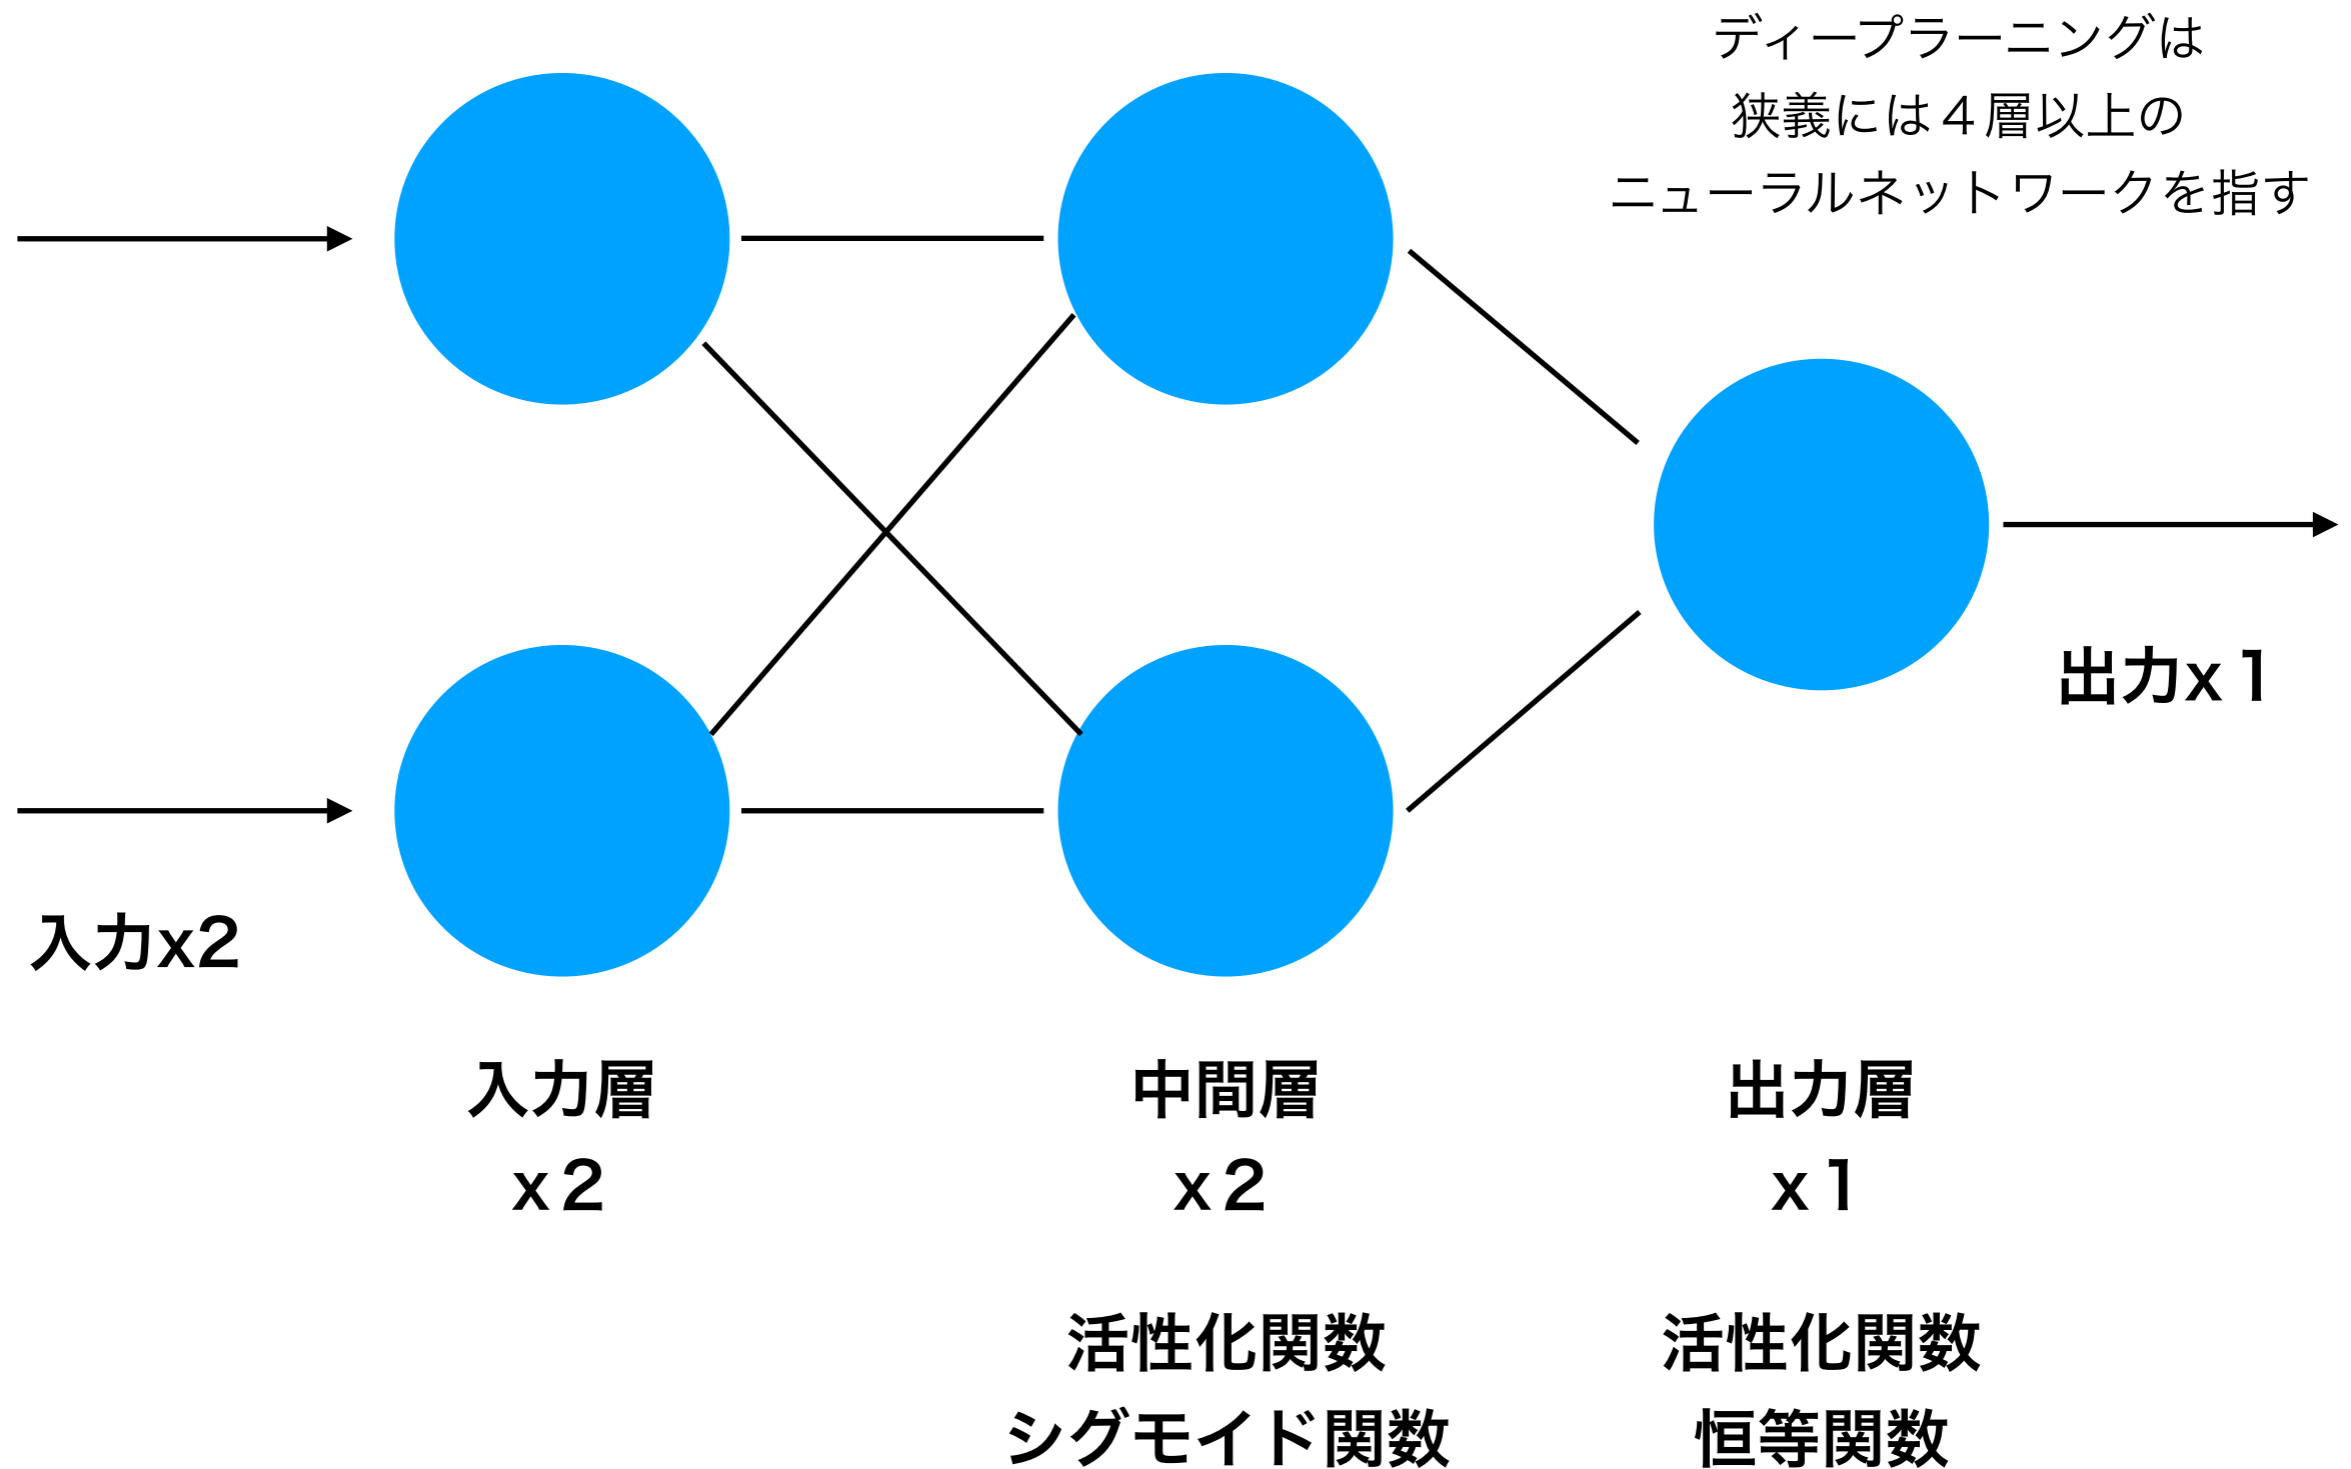 ディープラーニングは
狭義には４層以上の
ニューラルネットワークを指す
出力x１
入力x2
入力層
x２
中間層
x２
出力層
x１
活性化関数
シグモイド関数
活性化関数
恒等関数